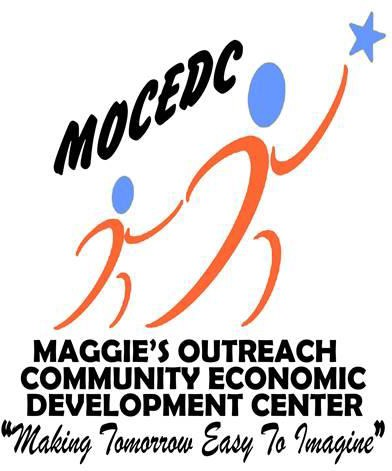 MOCEDC
MAGGIE'S OUTREACH
COMMUNITY ECONOMIC
DEVELOPMENT CENTER
"Making Tomorrow Easy To Imagine"